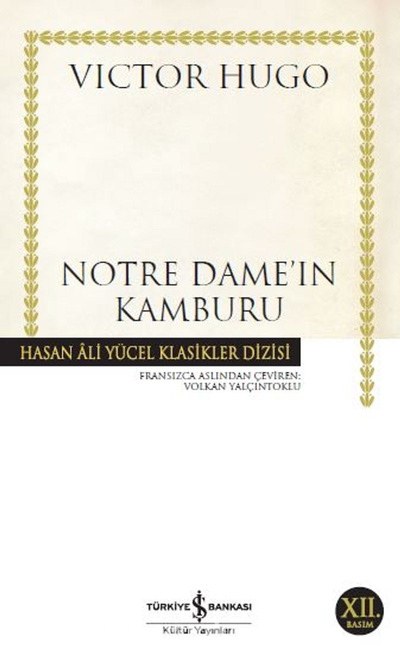 VICTOR HUGO
NOTRE DAME'IN
KAMBURU
HASAN ÂLİ YÜCEL KLASİKLER DİZİSİ
FRANSIZCA ASLINDAN ÇEVİREN:
VOLKAN YALÇINTOKLU
XII.
BASIM
TÜRKİYE İŞ BANKASI
Kültür Yayınları